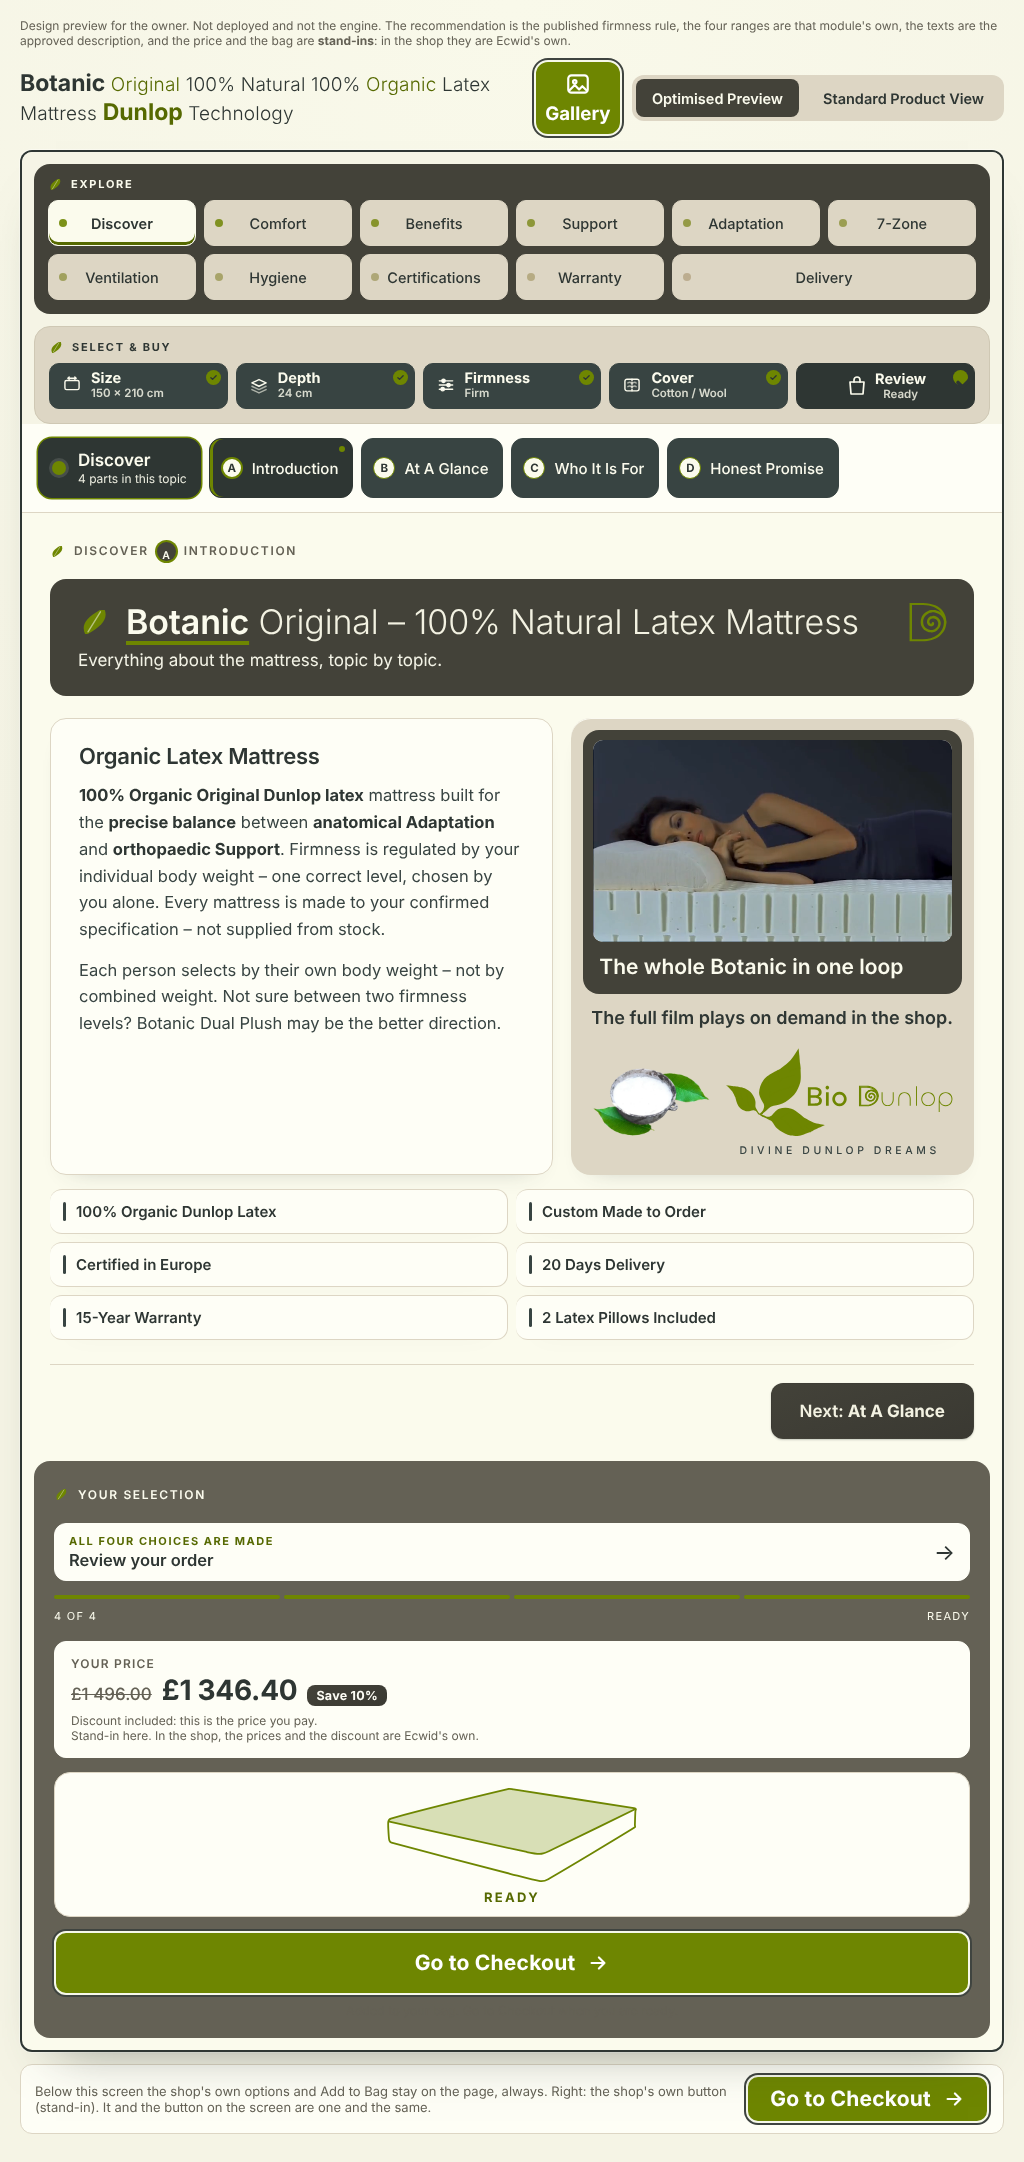 Design preview for the owner. Not deployed and not the engine. The recommendation is the published firmness rule, the four ranges are that module's own, the texts are the
approved description, and the price and the bag are stand-ins: in the shop they are Ecwid's own.
Botanic Original 100% Natural 100% Organic Latex
Mattress Dunlop Technology
Gallery
Optimised Preview
Standard Product View
EXPLORE
Discover
Comfort
Benefits
Support
Adaptation
7-Zone
Ventilation
Hygiene
Certifications
Warranty
Delivery
SELECT & BUY
Size
150 × 210 cm
Depth
24 cm
Firmness
Firm
Cover
Cotton / Wool
Review
Ready
Discover
4 parts in this topic
A Introduction
B At A Glance
C Who It Is For
D Honest Promise
DISCOVER A INTRODUCTION
Botanic Original – 100% Natural Latex Mattress
Everything about the mattress, topic by topic.
Organic Latex Mattress
100% Organic Original Dunlop latex mattress built for
the precise balance between anatomical Adaptation
and orthopaedic Support. Firmness is regulated by your
individual body weight – one correct level, chosen by
you alone. Every mattress is made to your confirmed
specification – not supplied from stock.
Each person selects by their own body weight – not by
combined weight. Not sure between two firmness
levels? Botanic Dual Plush may be the better direction.
The whole Botanic in one loop
The full film plays on demand in the shop.
Bio Dunlop
DIVINE DUNLOP DREAMS
100% Organic Dunlop Latex
Custom Made to Order
Certified in Europe
20 Days Delivery
15-Year Warranty
2 Latex Pillows Included
Next: At A Glance
YOUR SELECTION
ALL FOUR CHOICES ARE MADE
Review your order
4 OF 4
READY
YOUR PRICE
£1 496.00 £1 346.40 Save 10%
Discount included: this is the price you pay.
Stand-in here. In the shop, the prices and the discount are Ecwid's own.
READY
Go to Checkout
Below this screen the shop's own options and Add to Bag stay on the page, always. Right: the shop's own button
(stand-in). It and the button on the screen are one and the same.
Go to Checkout